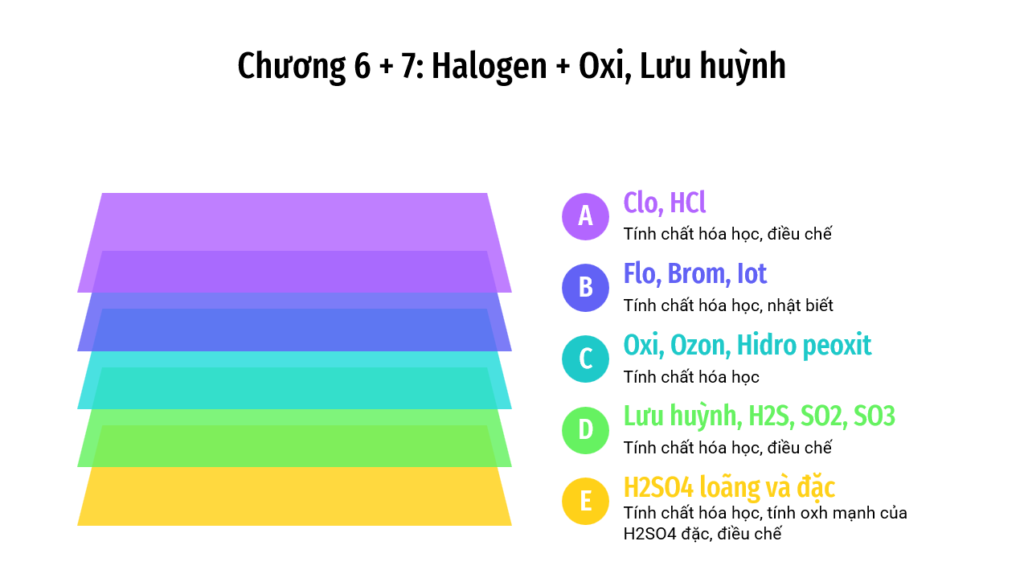 Chương 6 + 7: Halogen + Oxi, Lưu huỳnh
A
Clo, HCl
Tính chất hóa học, điều chế
B
Flo, Brom, Iot
Tính chất hóa học, nhật biết
C
Oxi, Ozon, Hidro peoxit
Tính chất hóa học
D
Lưu huỳnh, H2S, SO2, SO3
Tính chất hóa học, điều chế
E
H2SO4 loãng và đặc
Tính chất hóa học, tính oxh mạnh của
H2SO4 đặc, điều chế